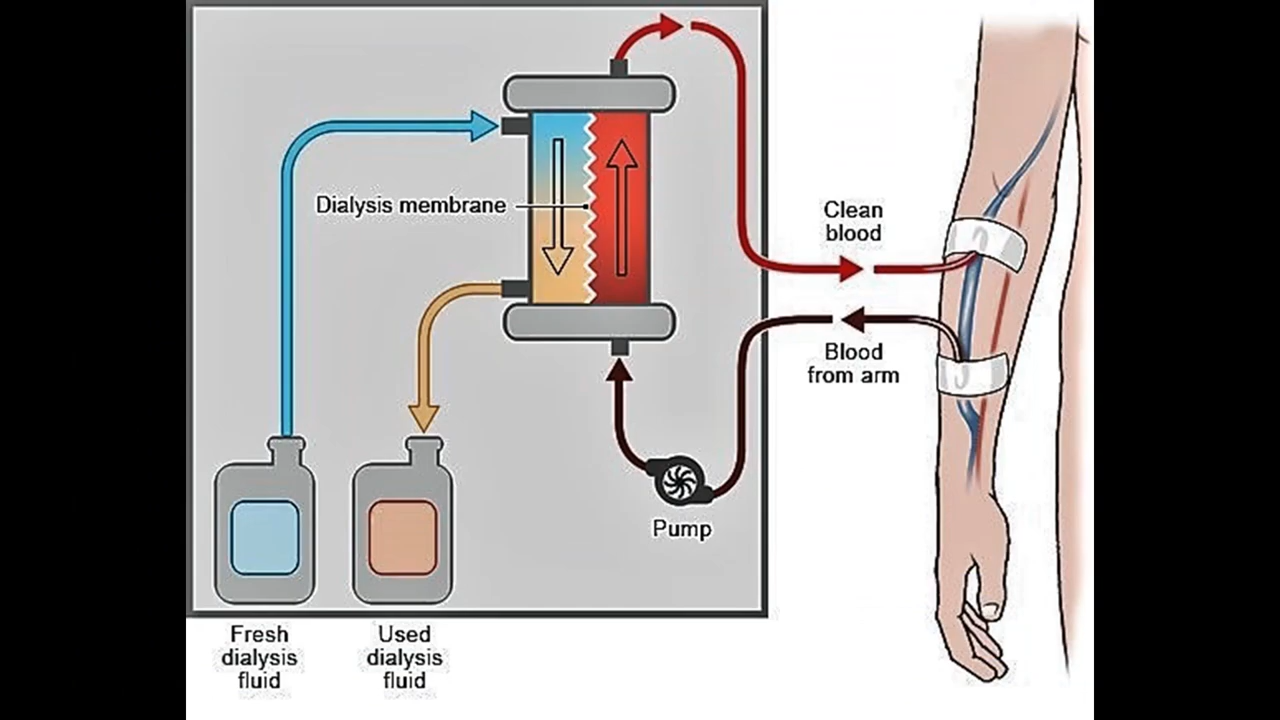 Dialysis membrane
Clean
blood
Blood
from arm
Pump
Fresh
dialysis
fluid
Used
dialysis
fluid